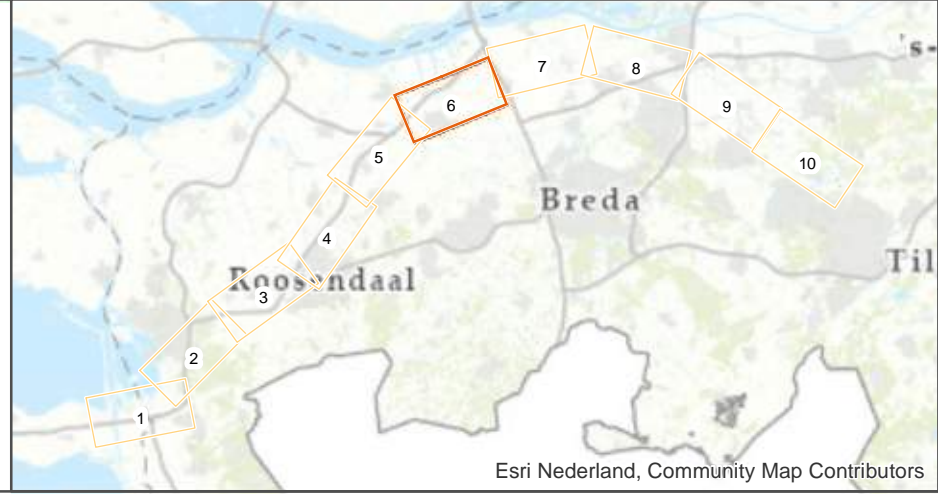 's-
7
8
6
9
5
10
Breda
4
Til
Roosendaal
3
2
1
Esri Nederland, Community Map Contributors